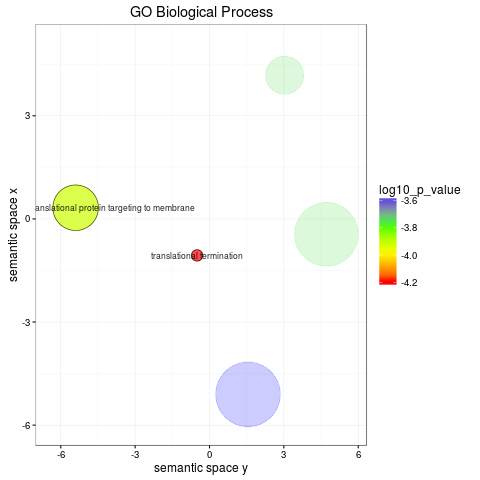 GO Biological Process
semantic space x
3
0
-3
-6
anslational protein targeting to membrane
translational termination
-6
-3
0
3
6
semantic space y
log10_p_value
-3.6
-3.8
-4.0
-4.2